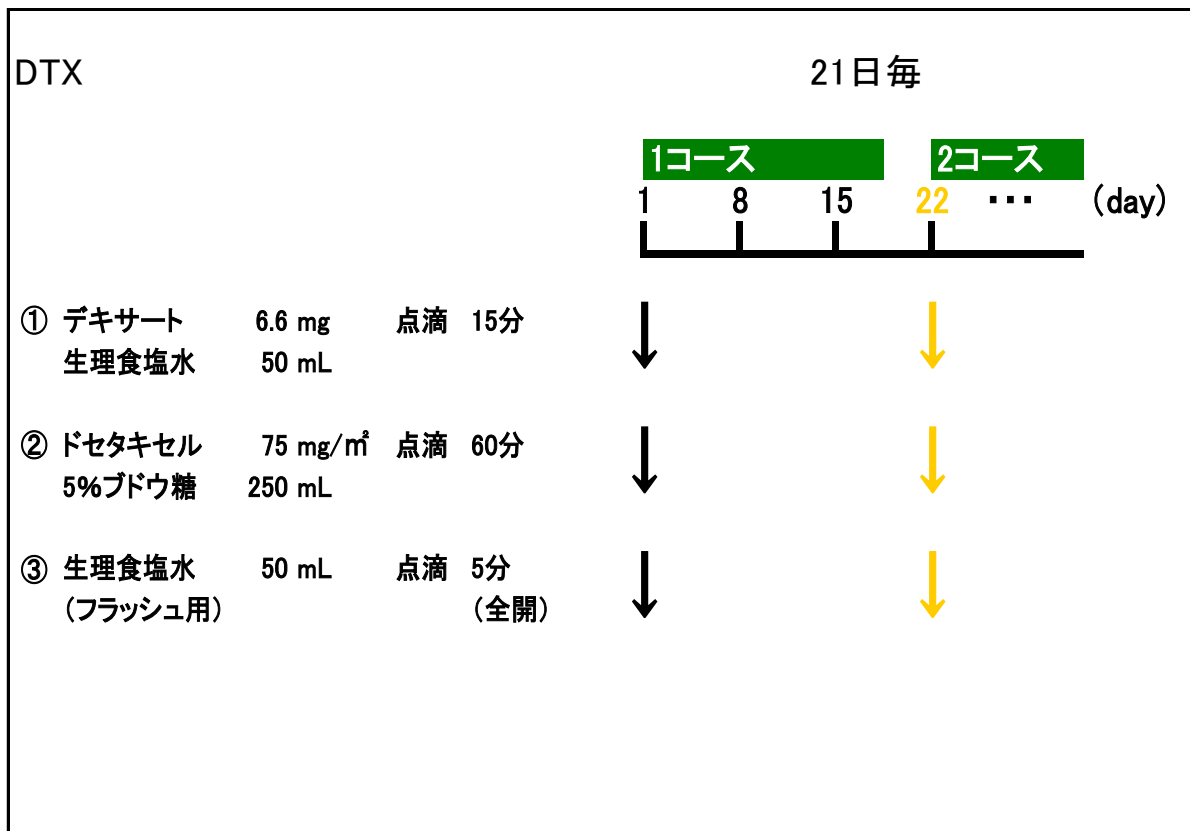 DTX 21日毎
1コース 2コース
1 8 15 22 ・・・ (day)
① デキサート 6.6 mg 点滴 15分
生理食塩水 50 mL
② ドセタキセル 75 mg/㎡ 点滴 60分
5%ブドウ糖 250 mL
③ 生理食塩水 50 mL 点滴 5分
(フラッシュ用) (全開)